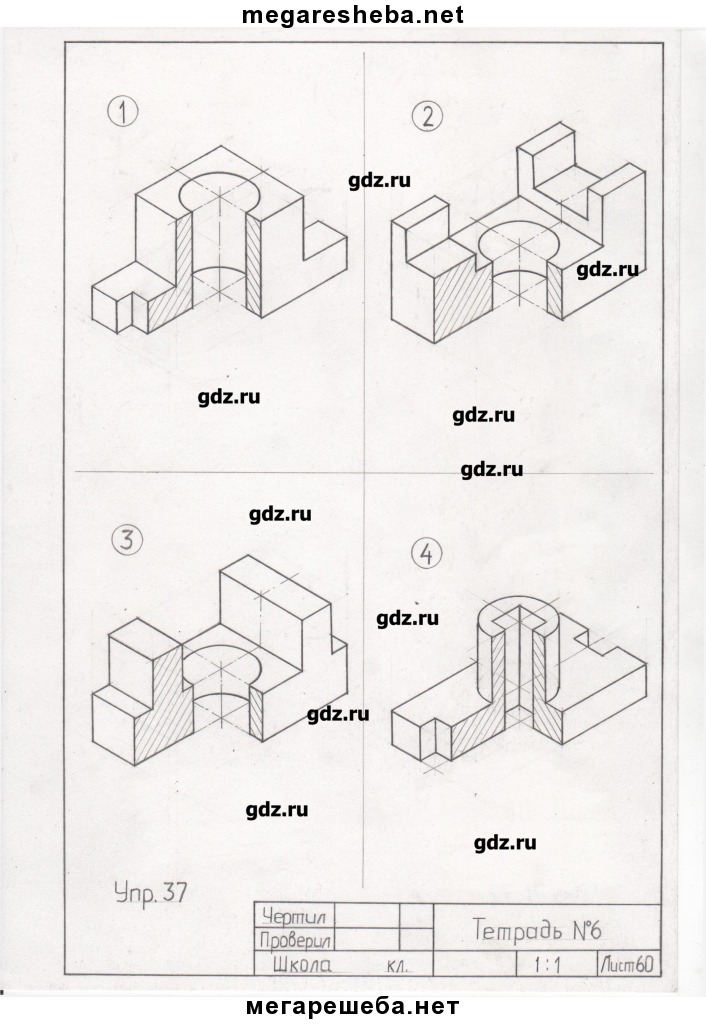 megaresheba.net
1
2
gdz.ru
gdz.ru
gdz.ru
gdz.ru
gdz.ru
gdz.ru
3
4
gdz.ru
gdz.ru
gdz.ru
gdz.ru
Упр. 37
Чертил
Проверил
Тетрадь №6
Школа кл.
1:1
Лист 60
мегарешеба.нет